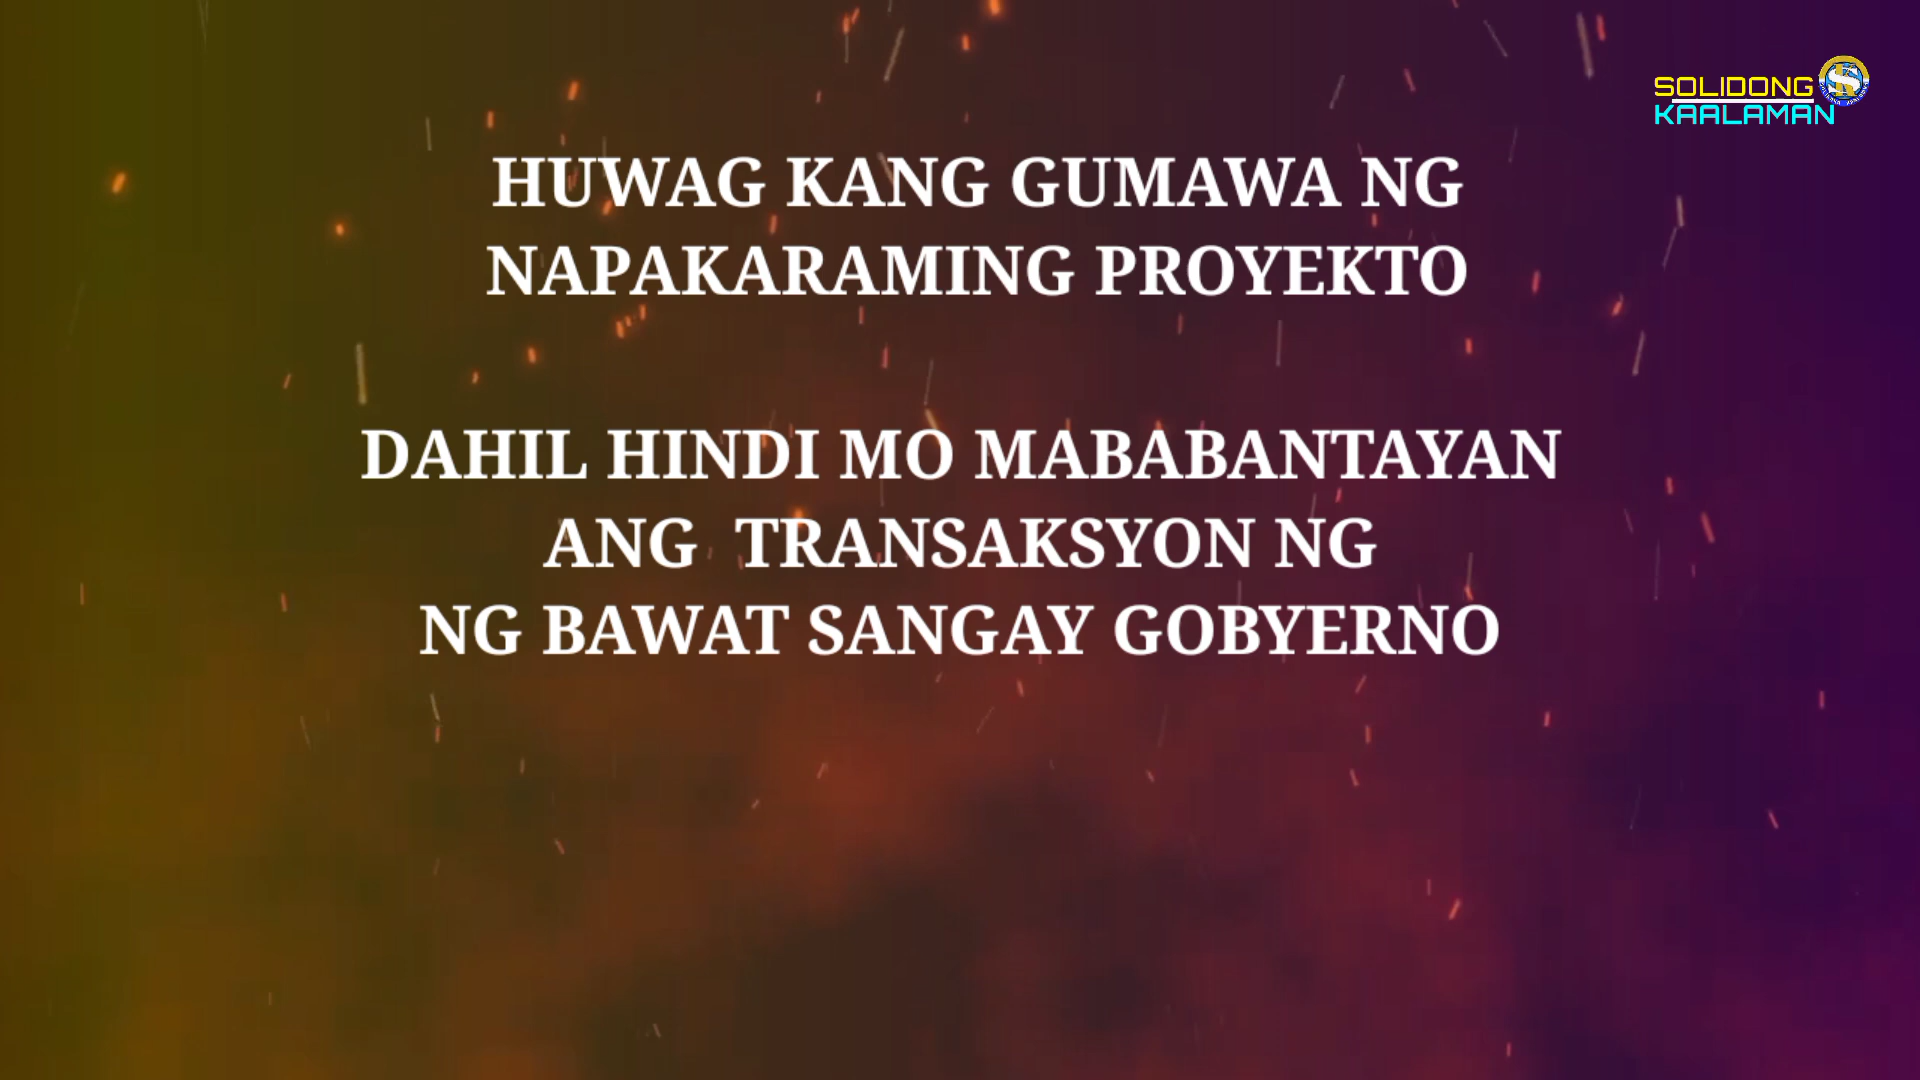 SOLIDONG
KAALAMAN
HUWAG KANG GUMAWA NG
NAPAKARAMING PROYEKTO
DAHIL HINDI MO MABABANTAYAN
ANG  TRANSAKSYON NG
NG BAWAT SANGAY GOBYERNO